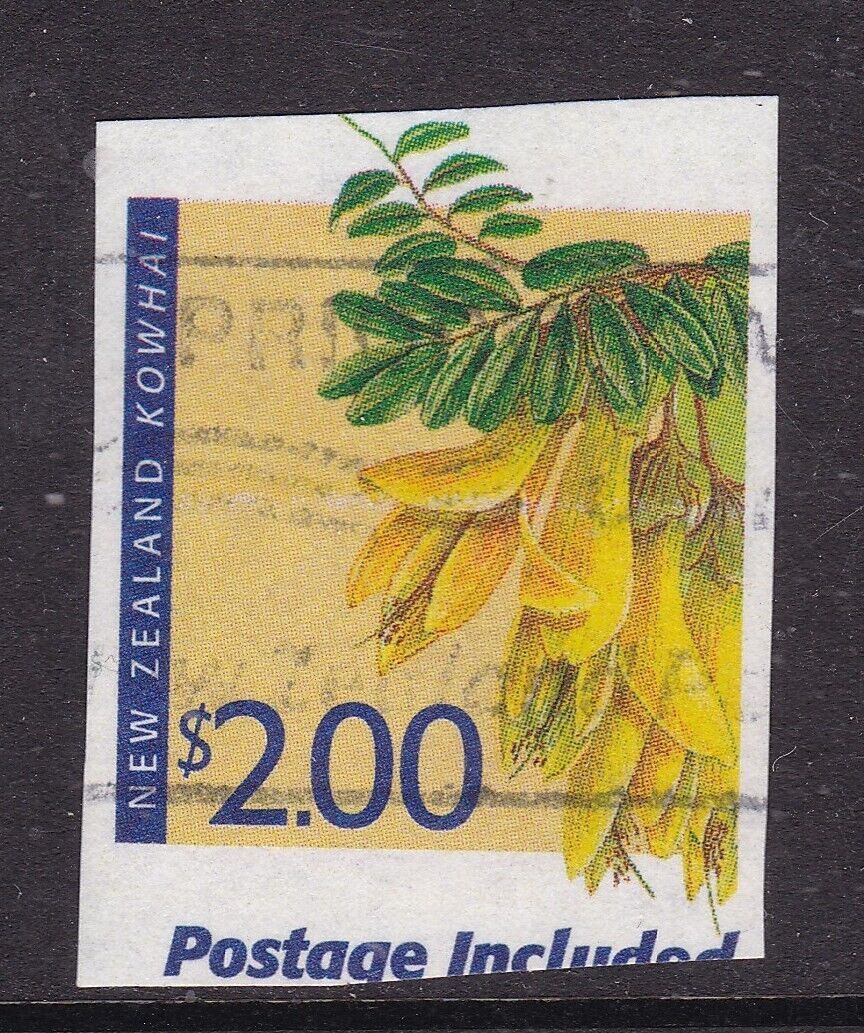 NEW ZEALAND KOWHAI
$2.00
Postage Included